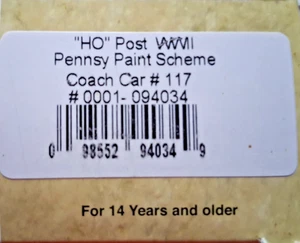 "HO" Post WWII
Pennsy Paint Scheme
Coach Car # 117
# 0001- 094034
0 98552 94034 9
For 14 Years and older